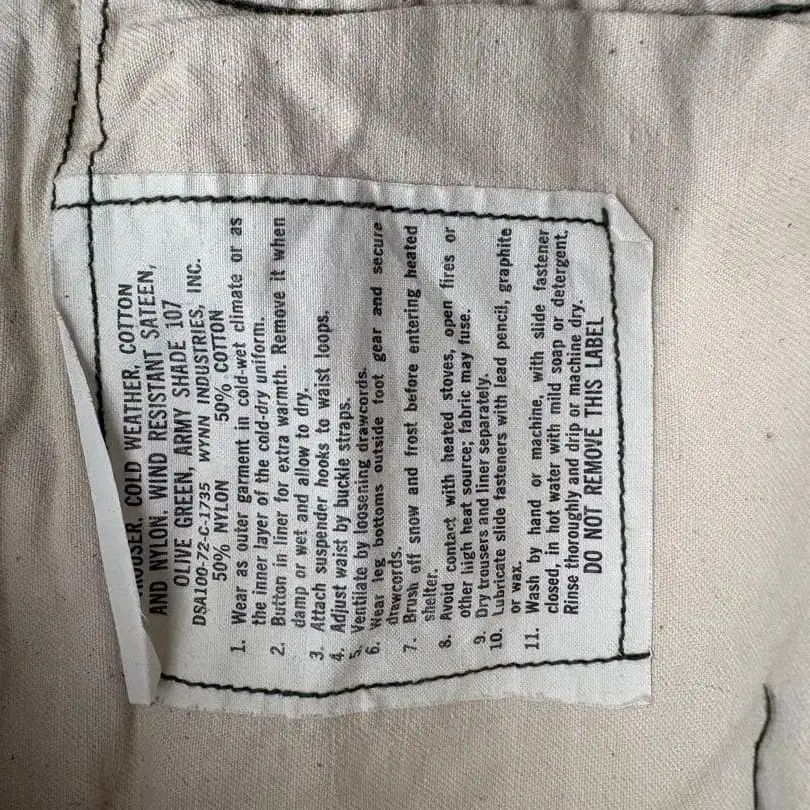 TROUSER, COLD WEATHER, COTTON
AND NYLON, WIND RESISTANT SATEEN,
OLIVE GREEN, ARMY SHADE 107
DSA100-72-C-1735 WYNN INDUSTRIES, INC.
50% NYLON 50% COTTON
1. Wear as outer garment in cold-wet climate or as
the inner layer of the cold-dry uniform.
2. Button in liner for extra warmth. Remove it when
damp or wet and allow to dry.
3. Attach suspender hooks to waist loops.
4. Adjust waist by buckle straps.
5. Ventilate by loosening drawcords.
6. Wear leg bottoms outside foot gear and secure
drawcords.
7. Brush off snow and frost before entering heated
shelter.
8. Avoid contact with heated stoves, open fires or
other high heat source; fabric may fuse.
9. Dry trousers and liner separately.
10. Lubricate slide fasteners with lead pencil, graphite
or wax.
11. Wash by hand or machine, with slide fastener
closed, in hot water with mild soap or detergent.
Rinse thoroughly and drip or machine dry.
DO NOT REMOVE THIS LABEL